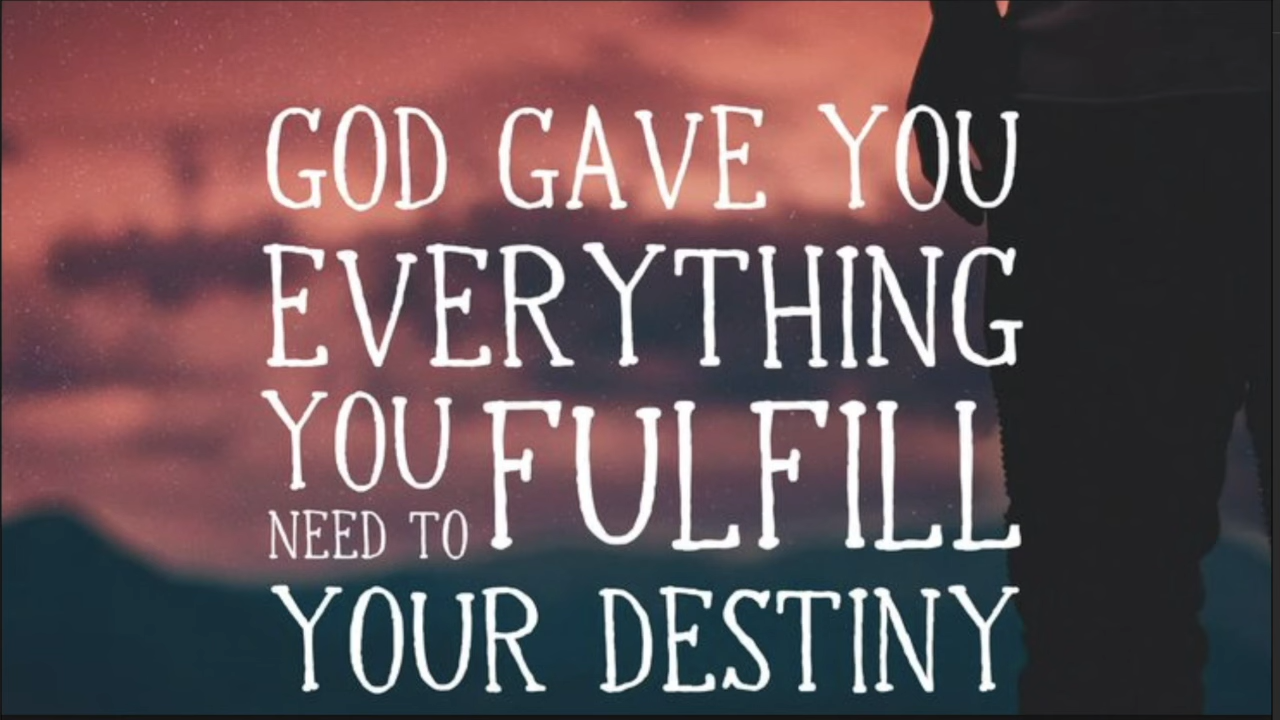 GOD GAVE YOU
EVERYTHING
YOU
NEED TO
FULFILL
YOUR DESTINY